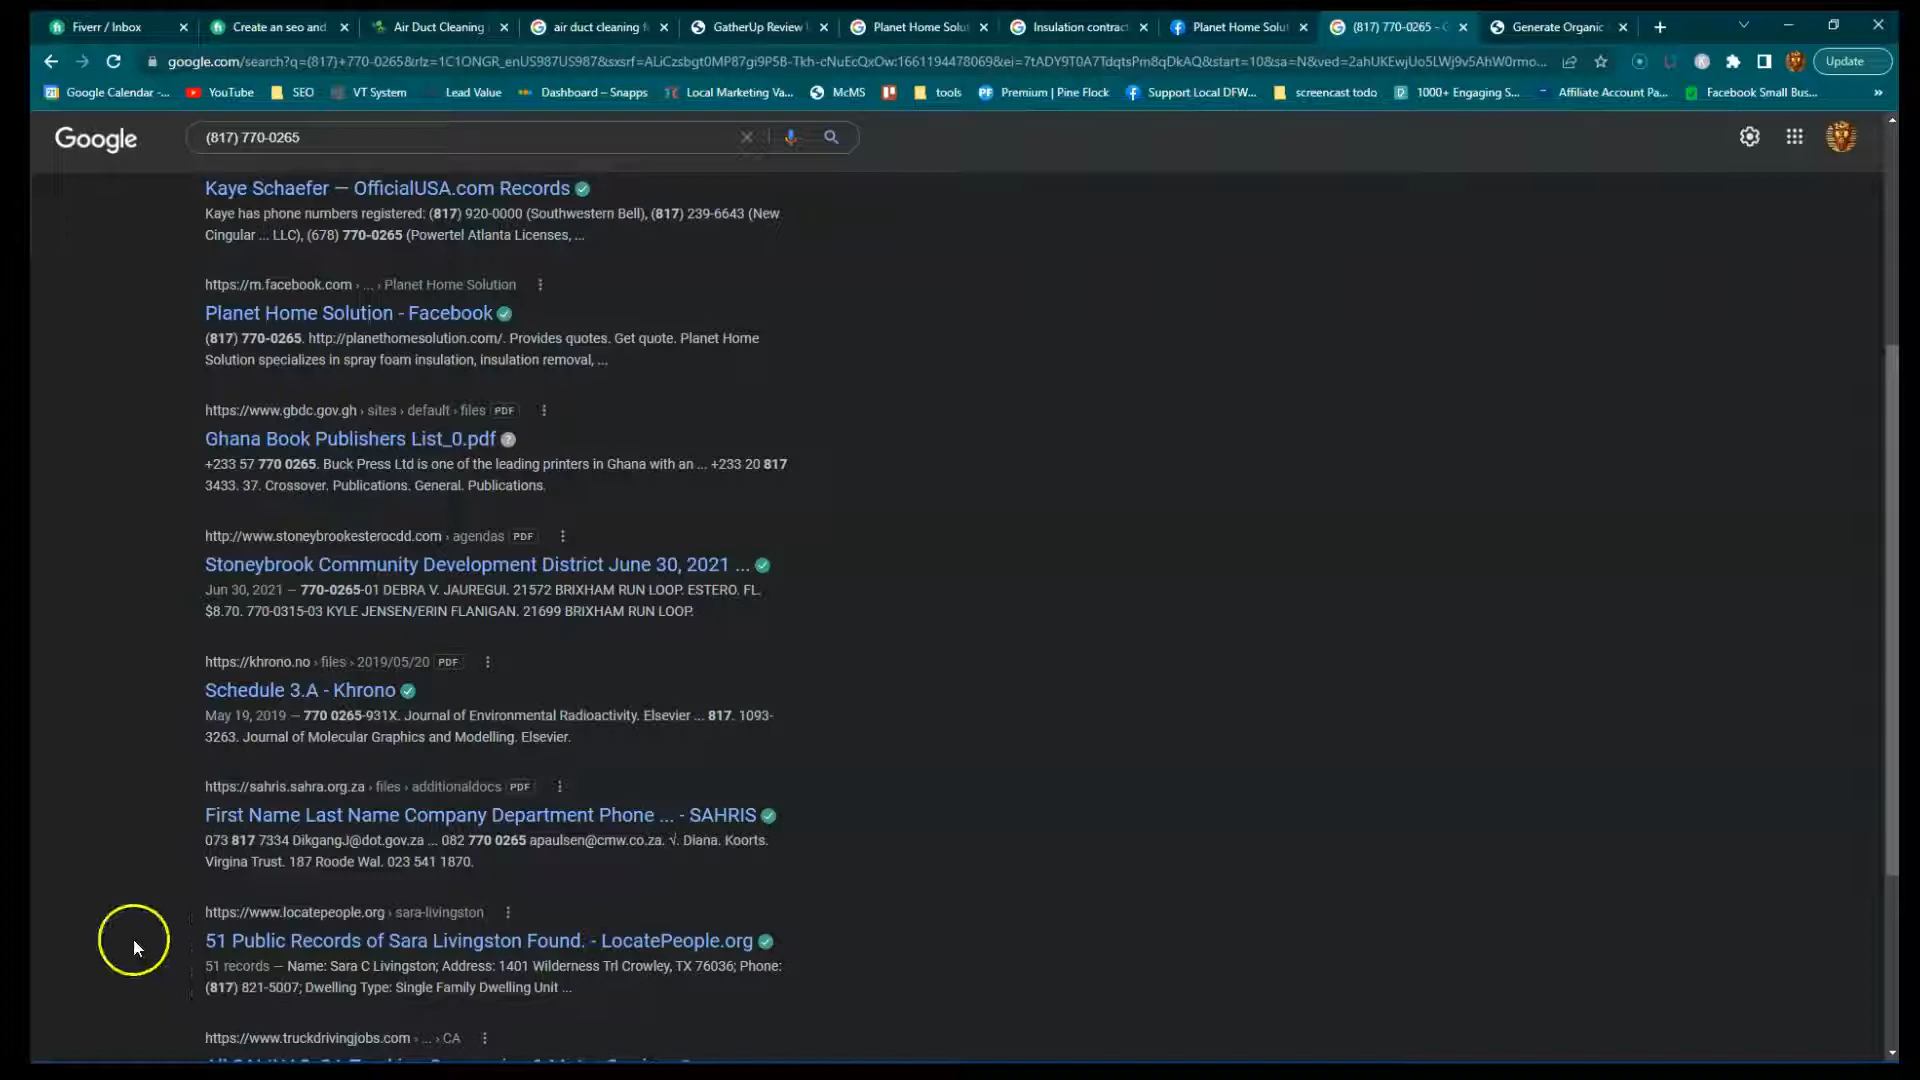 Fiverr / Inbox
Create an seo and
Air Duct Cleaning
air duct cleaning f
GatherUp Review
Planet Home Solu
Insulation contract
Planet Home Solut
(817) 770-0265 - G
Generate Organic
google.com/search?q=(817)+770-0265&rlz=1C1ONGR_enUS987US987&sxsrf=ALiCzsbgt0MP87gi9P5B-Tkh-cNuEcQxOw:1661194478069&ei=7tADY9T0A7TdqtsPm8qDkAQ&start=10&sa=N&ved=2ahUKEwjUo5LWj9v5AhW0rmo...
Update
Google Calendar -...
YouTube
SEO
VT System
Lead Value
Dashboard – Snapps
Local Marketing Va...
McMS
tools
Premium | Pine Flock
Support Local DFW...
screencast todo
1000+ Engaging S...
Affiliate Account Pa...
Facebook Small Bus...
»
Google
(817) 770-0265
Kaye Schaefer — OfficialUSA.com Records
Kaye has phone numbers registered: (817) 920-0000 (Southwestern Bell), (817) 239-6643 (New
Cingular ... LLC), (678) 770-0265 (Powertel Atlanta Licenses, ...
https://m.facebook.com › ... › Planet Home Solution
Planet Home Solution - Facebook
(817) 770-0265. http://planethomesolution.com/. Provides quotes. Get quote. Planet Home
Solution specializes in spray foam insulation, insulation removal, ...
https://www.gbdc.gov.gh › sites › default › files PDF
Ghana Book Publishers List_0.pdf
+233 57 770 0265. Buck Press Ltd is one of the leading printers in Ghana with an ... +233 20 817
3433. 37. Crossover. Publications. General. Publications.
http://www.stoneybrookesterocdd.com › agendas PDF
Stoneybrook Community Development District June 30, 2021 ...
Jun 30, 2021 — 770-0265-01 DEBRA V. JAUREGUI. 21572 BRIXHAM RUN LOOP. ESTERO. FL.
$8.70. 770-0315-03 KYLE JENSEN/ERIN FLANIGAN. 21699 BRIXHAM RUN LOOP.
https://khrono.no › files › 2019/05/20 PDF
Schedule 3.A - Khrono
May 19, 2019 — 770 0265-931X. Journal of Environmental Radioactivity. Elsevier ... 817. 1093-
3263. Journal of Molecular Graphics and Modelling. Elsevier.
https://sahris.sahra.org.za › files › additionaldocs PDF
First Name Last Name Company Department Phone ... - SAHRIS
073 817 7334 DikgangJ@dot.gov.za ... 082 770 0265 apaulsen@cmw.co.za. √. Diana. Koorts.
Virgina Trust. 187 Roode Wal. 023 541 1870.
https://www.locatepeople.org › sara-livingston
51 Public Records of Sara Livingston Found. - LocatePeople.org
51 records — Name: Sara C Livingston; Address: 1401 Wilderness Trl Crowley, TX 76036; Phone:
(817) 821-5007; Dwelling Type: Single Family Dwelling Unit ...
https://www.truckdrivingjobs.com › ... › CA